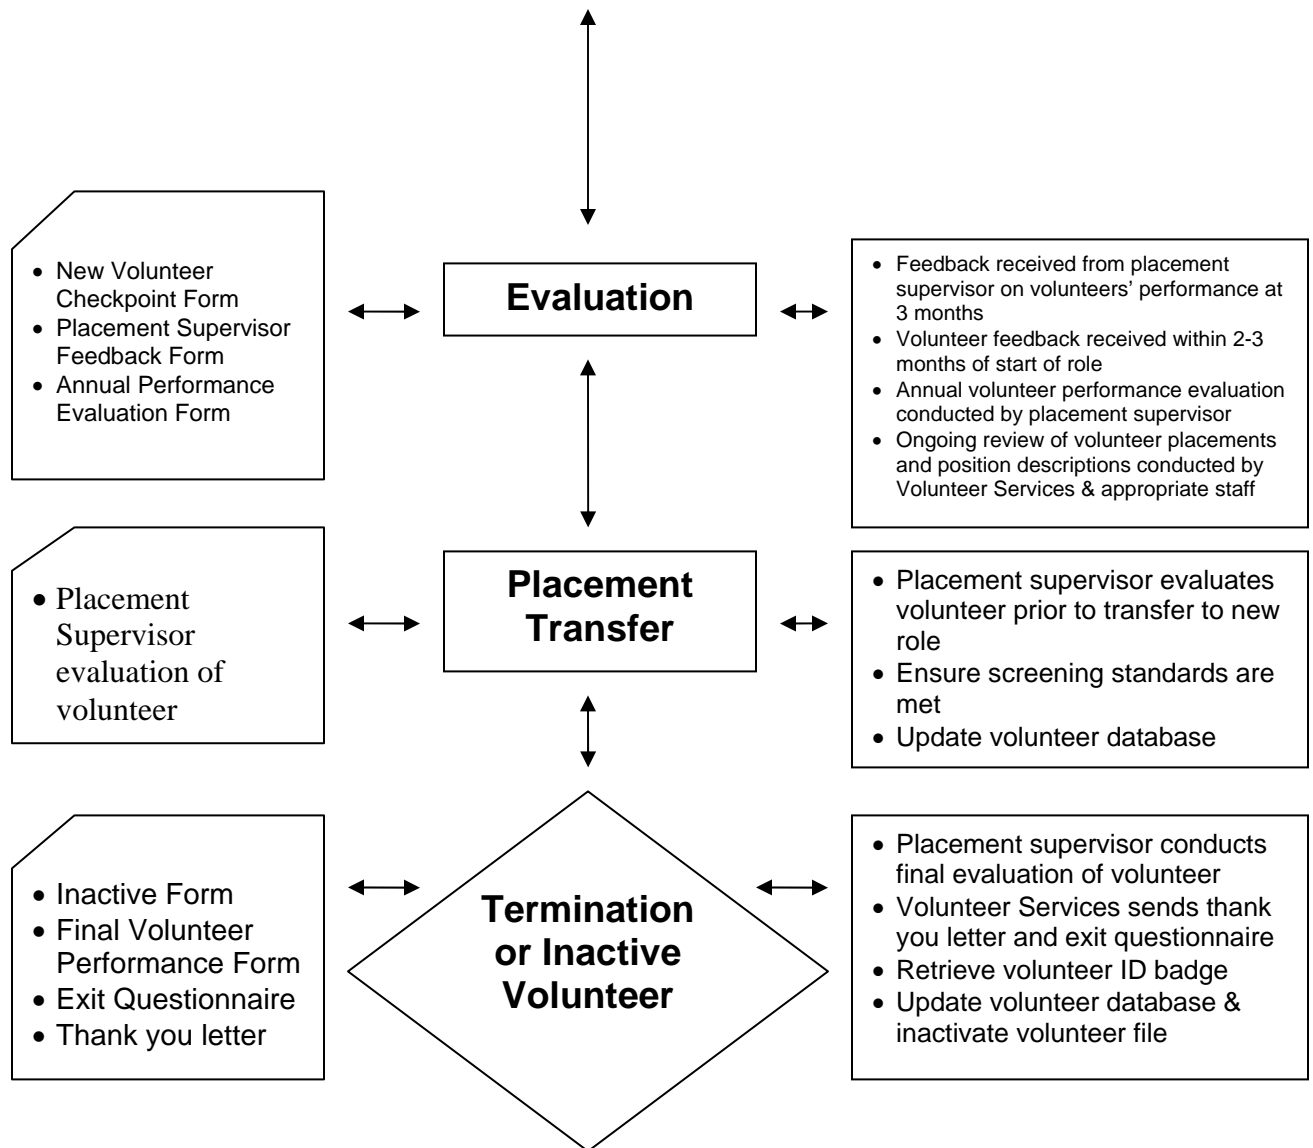 • New Volunteer
Checkpoint Form
• Placement Supervisor
Feedback Form
• Annual Performance
Evaluation Form
Evaluation
• Feedback received from placement
supervisor on volunteers’ performance at
3 months
• Volunteer feedback received within 2-3
months of start of role
• Annual volunteer performance evaluation
conducted by placement supervisor
• Ongoing review of volunteer placements
and position descriptions conducted by
Volunteer Services & appropriate staff
• Placement
Supervisor
evaluation of
volunteer
Placement
Transfer
• Placement supervisor evaluates
volunteer prior to transfer to new
role
• Ensure screening standards are
met
• Update volunteer database
• Inactive Form
• Final Volunteer
Performance Form
• Exit Questionnaire
• Thank you letter
Termination
or Inactive
Volunteer
• Placement supervisor conducts
final evaluation of volunteer
• Volunteer Services sends thank
you letter and exit questionnaire
• Retrieve volunteer ID badge
• Update volunteer database &
inactivate volunteer file